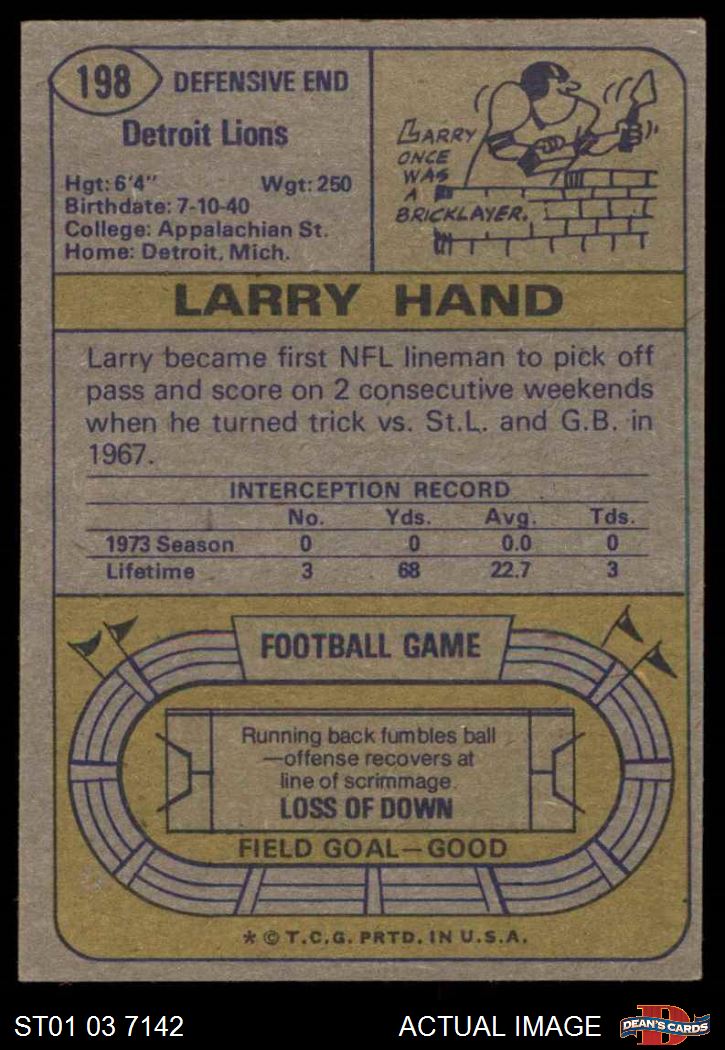 198 DEFENSIVE END
Detroit Lions
Hgt: 6'4" Wgt: 250
Birthdate: 7-10-40
College: Appalachian St.
Home: Detroit, Mich.
LARRY
ONCE
WAS
A
BRICKLAYER.
LARRY HAND
Larry became first NFL lineman to pick off
pass and score on 2 consecutive weekends
when he turned trick vs. St.L. and G.B. in
1967.
INTERCEPTION RECORD
No. Yds. Avg. Tds.
1973 Season 0 0 0.0 0
Lifetime 3 68 22.7 3
FOOTBALL GAME
Running back fumbles ball
—offense recovers at
line of scrimmage.
LOSS OF DOWN
FIELD GOAL—GOOD
* © T.C.G. PRTD. IN U.S.A.
ST01 03 7142 ACTUAL IMAGE D DEAN'S CARDS